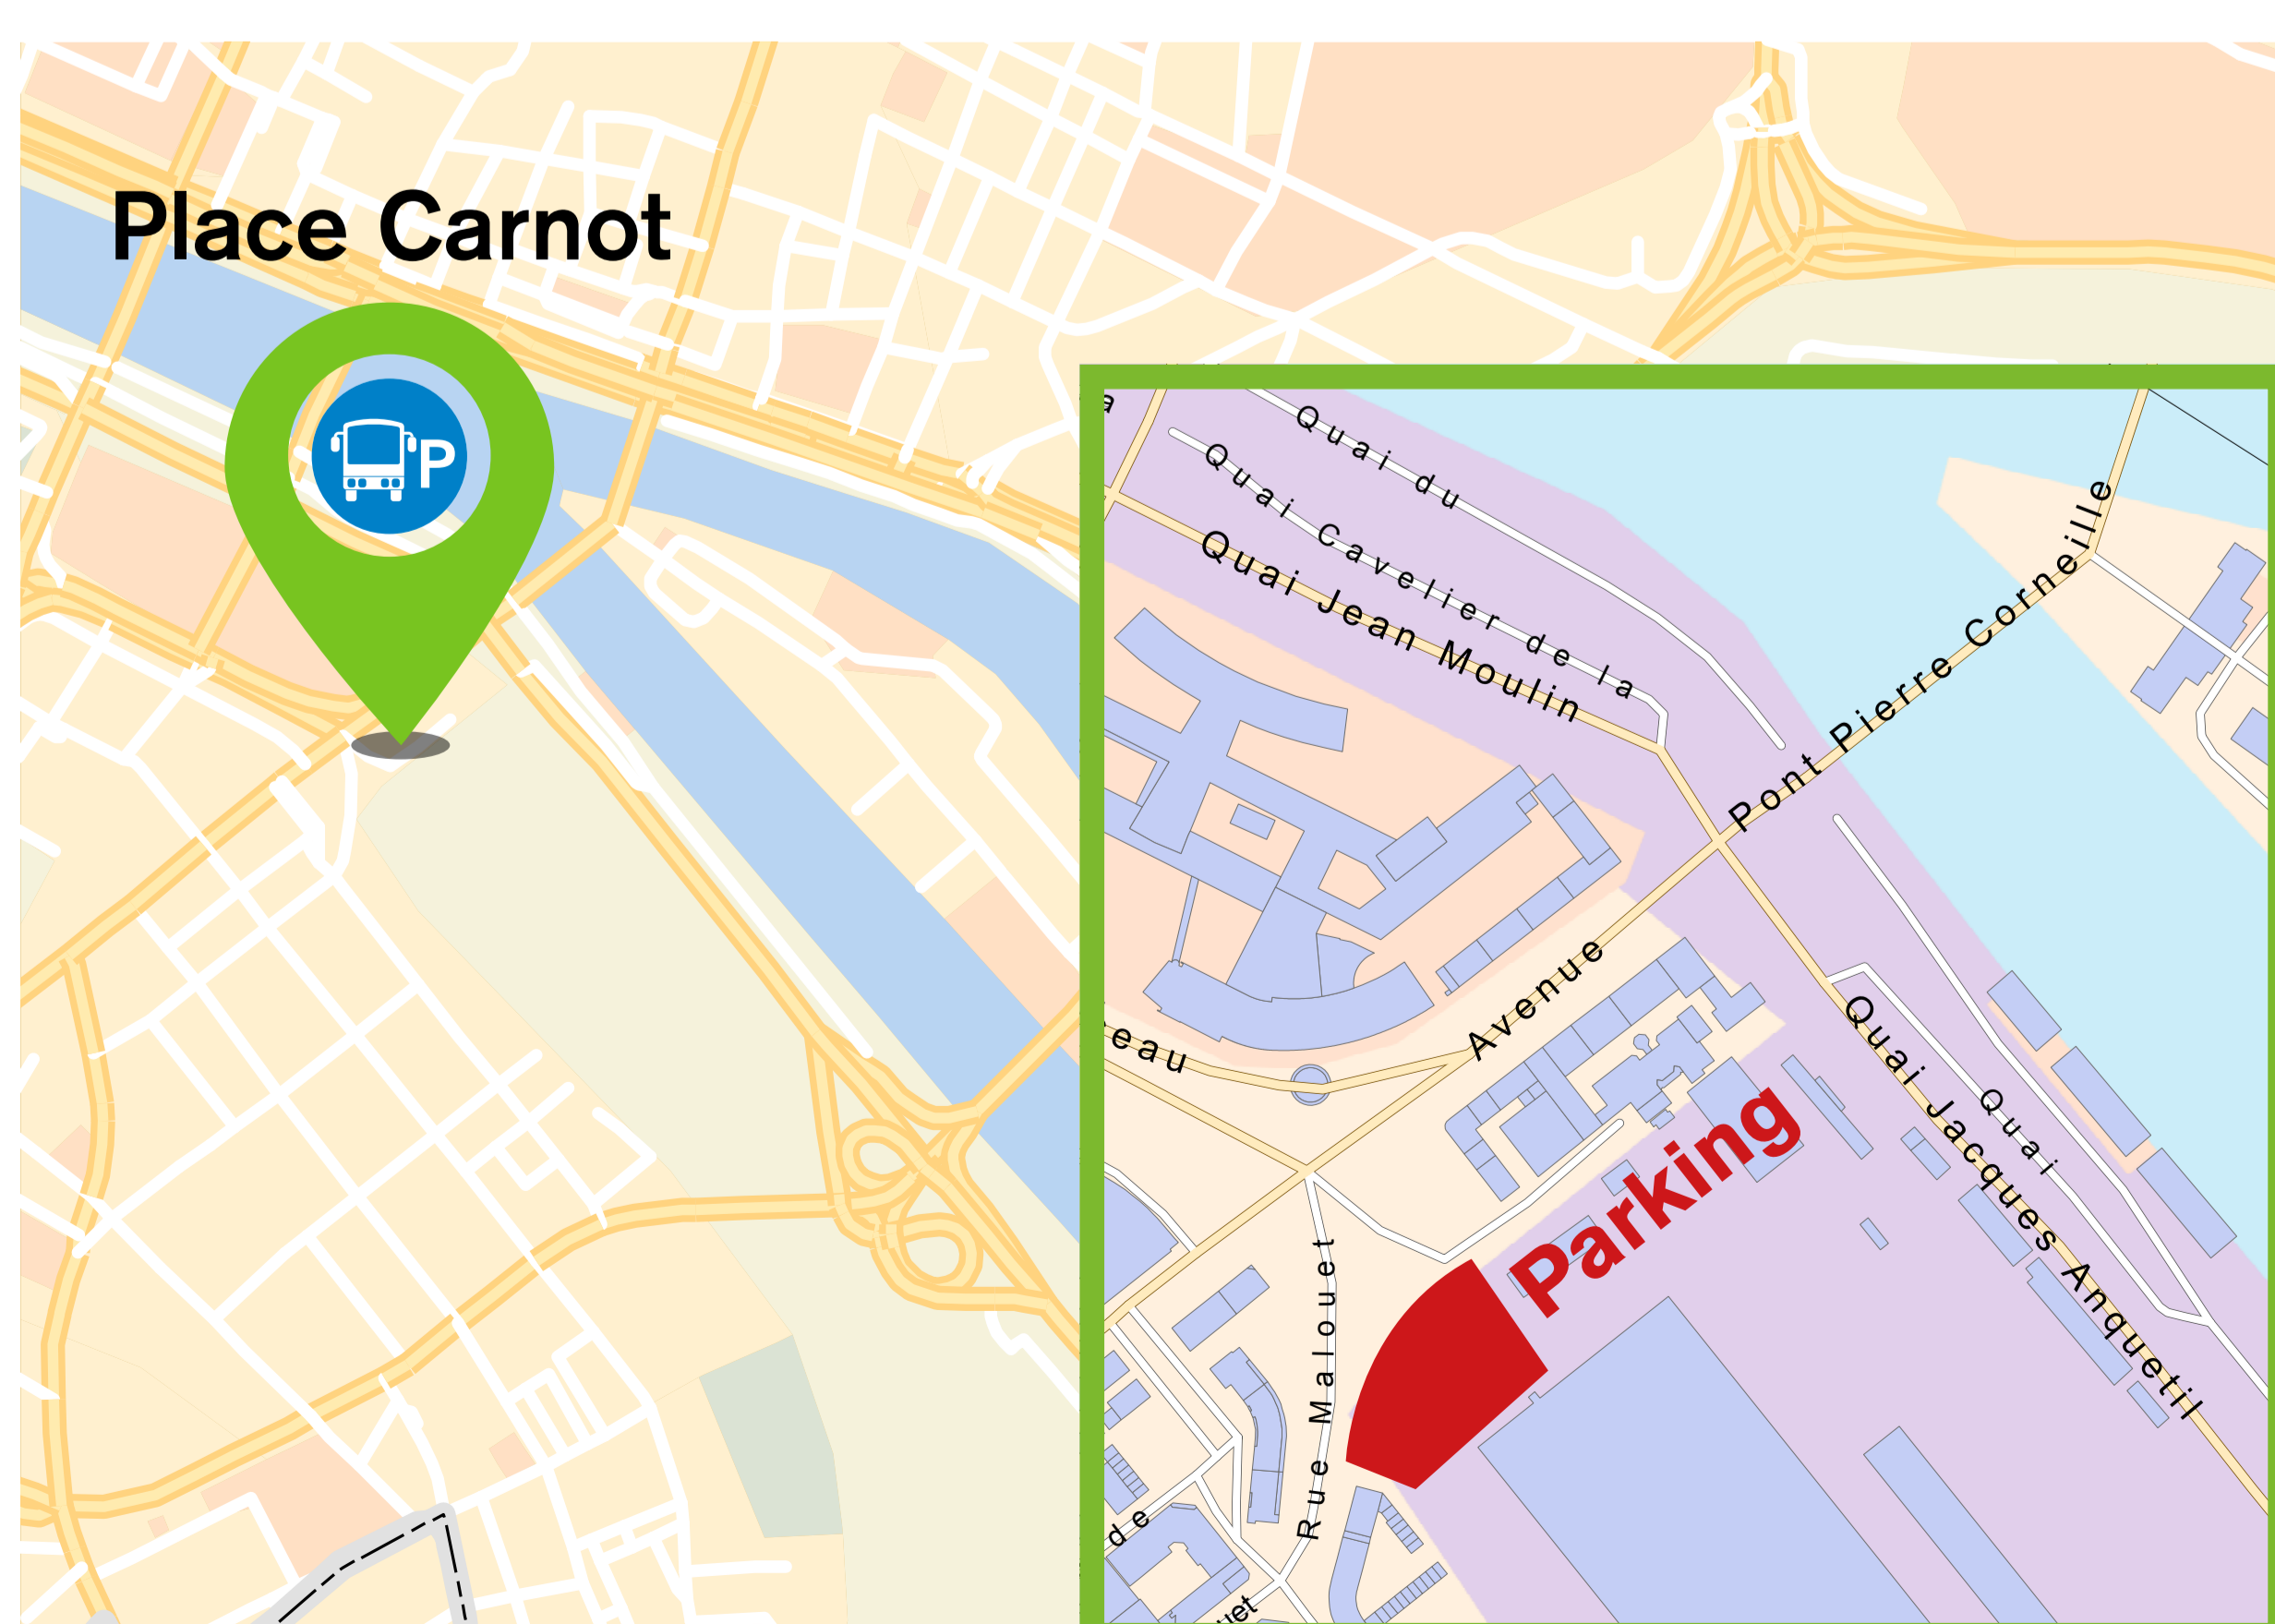 Place Carnot
P
a
Quai du
Quai Cavelier de la
Quai Jean Moulin
Pont Pierre Corneille
eau
Avenue
Quai
Quai Jacques Anquetil
Parking
Rue Malouet
de
uet